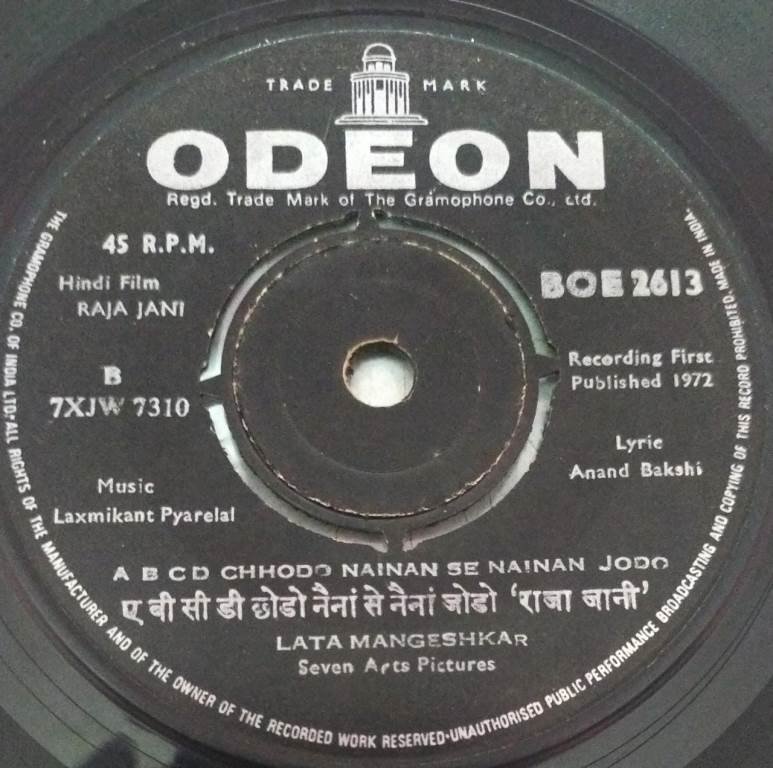 TRADE MARK
ODEON
Regd. Trade Mark of The Gramophone Co., Ltd.
45 R.P.M.
Hindi Film
RAJA JANI
BOE 2613
B
7XJW 7310
Recording First
Published 1972
Lyric
Anand Bakshi
Music
Laxmikant Pyarelal
A B C D CHHODO NAINAN SE NAINAN JODO
ए बी सी डी छोडो नैनां से नैनां जोडो ‘राजा जानी’
LATA MANGESHKAR
Seven Arts Pictures
THE GRAMOPHONE CO. OF INDIA LTD·ALL RIGHTS OF THE MANUFACTURER AND OF THE OWNER OF THE RECORDED WORK RESERVED·UNAUTHORISED PUBLIC PERFORMANCE BROADCASTING AND COPYING OF THIS RECORD PROHIBITED. MADE IN INDIA.